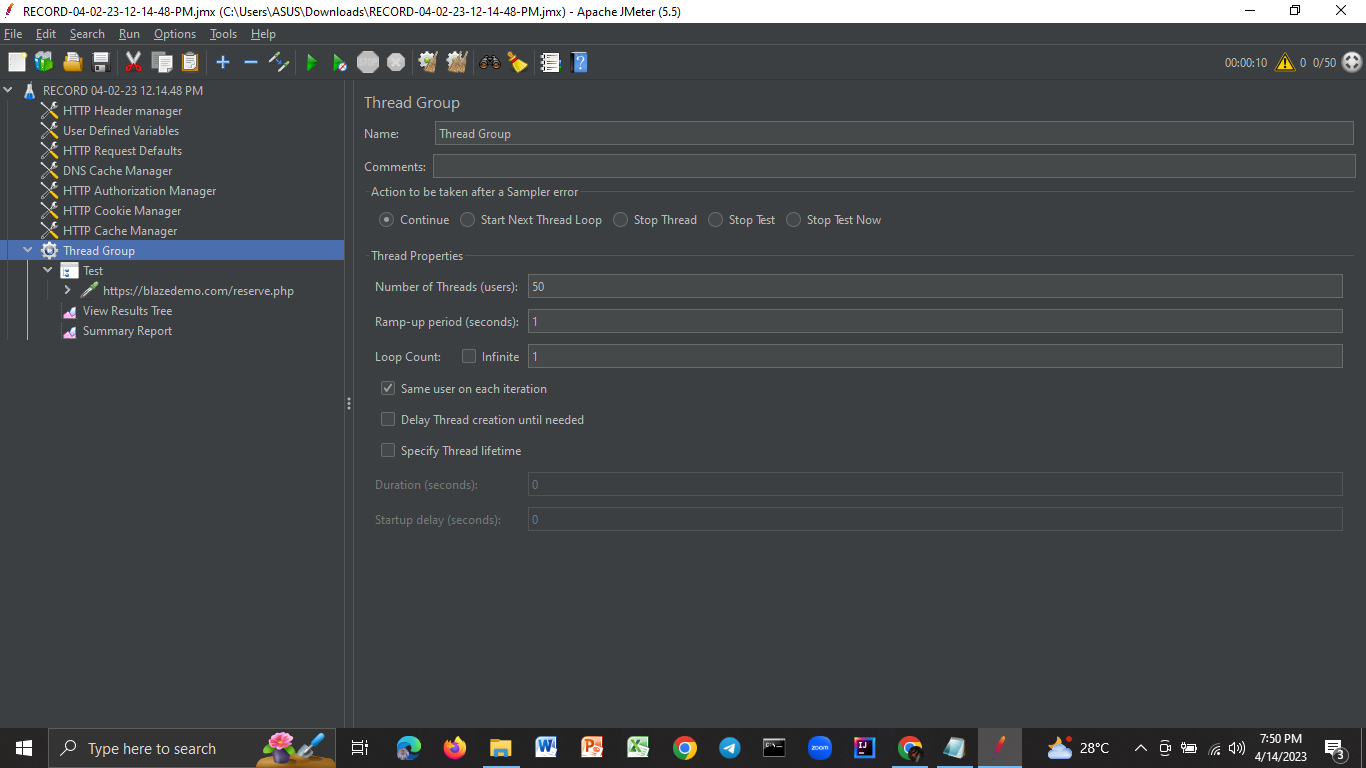 RECORD-04-02-23-12-14-48-PM.jmx (C:\Users\ASUS\Downloads\RECORD-04-02-23-12-14-48-PM.jmx) - Apache JMeter (5.5)
File Edit Search Run Options Tools Help
STOP
00:00:10 0 0/50
RECORD 04-02-23 12.14.48 PM
HTTP Header manager
User Defined Variables
HTTP Request Defaults
DNS Cache Manager
HTTP Authorization Manager
HTTP Cookie Manager
HTTP Cache Manager
Thread Group
Test
https://blazedemo.com/reserve.php
View Results Tree
Summary Report
Thread Group
Name: Thread Group
Comments:
Action to be taken after a Sampler error
Continue Start Next Thread Loop Stop Thread Stop Test Stop Test Now
Thread Properties
Number of Threads (users): 50
Ramp-up period (seconds): 1
Loop Count: Infinite 1
Same user on each iteration
Delay Thread creation until needed
Specify Thread lifetime
Duration (seconds): 0
Startup delay (seconds): 0
Type here to search
zoom
28°C
7:50 PM
4/14/2023
3